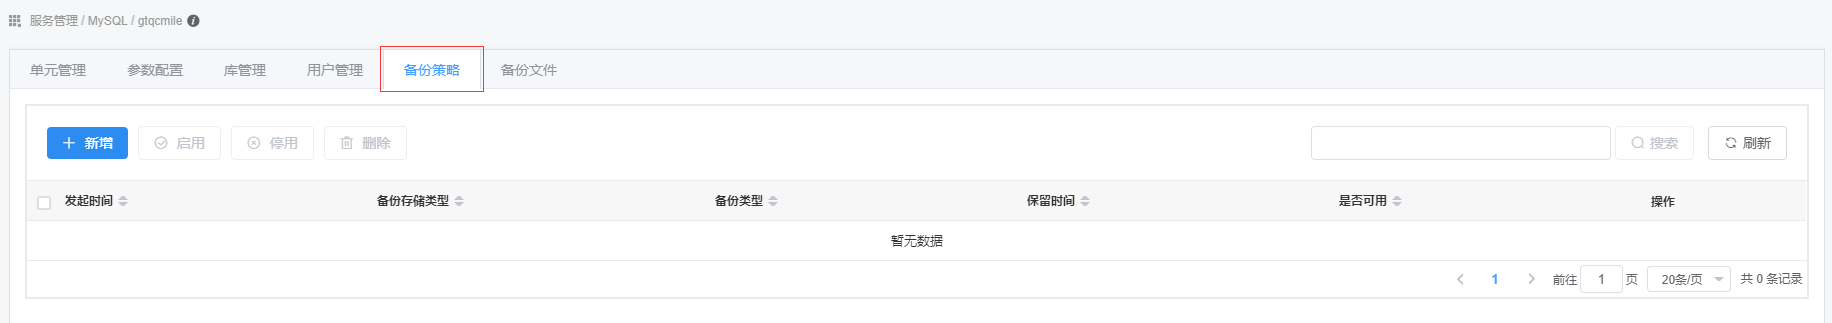 服务管理 / MySQL / gtqcmile
单元管理 参数配置 库管理 用户管理 备份策略 备份文件
新增 启用 停用 删除 搜索 刷新
发起时间 备份存储类型 备份类型 保留时间 是否可用 操作
暂无数据
1 前往 1 页 20条/页 共 0 条记录